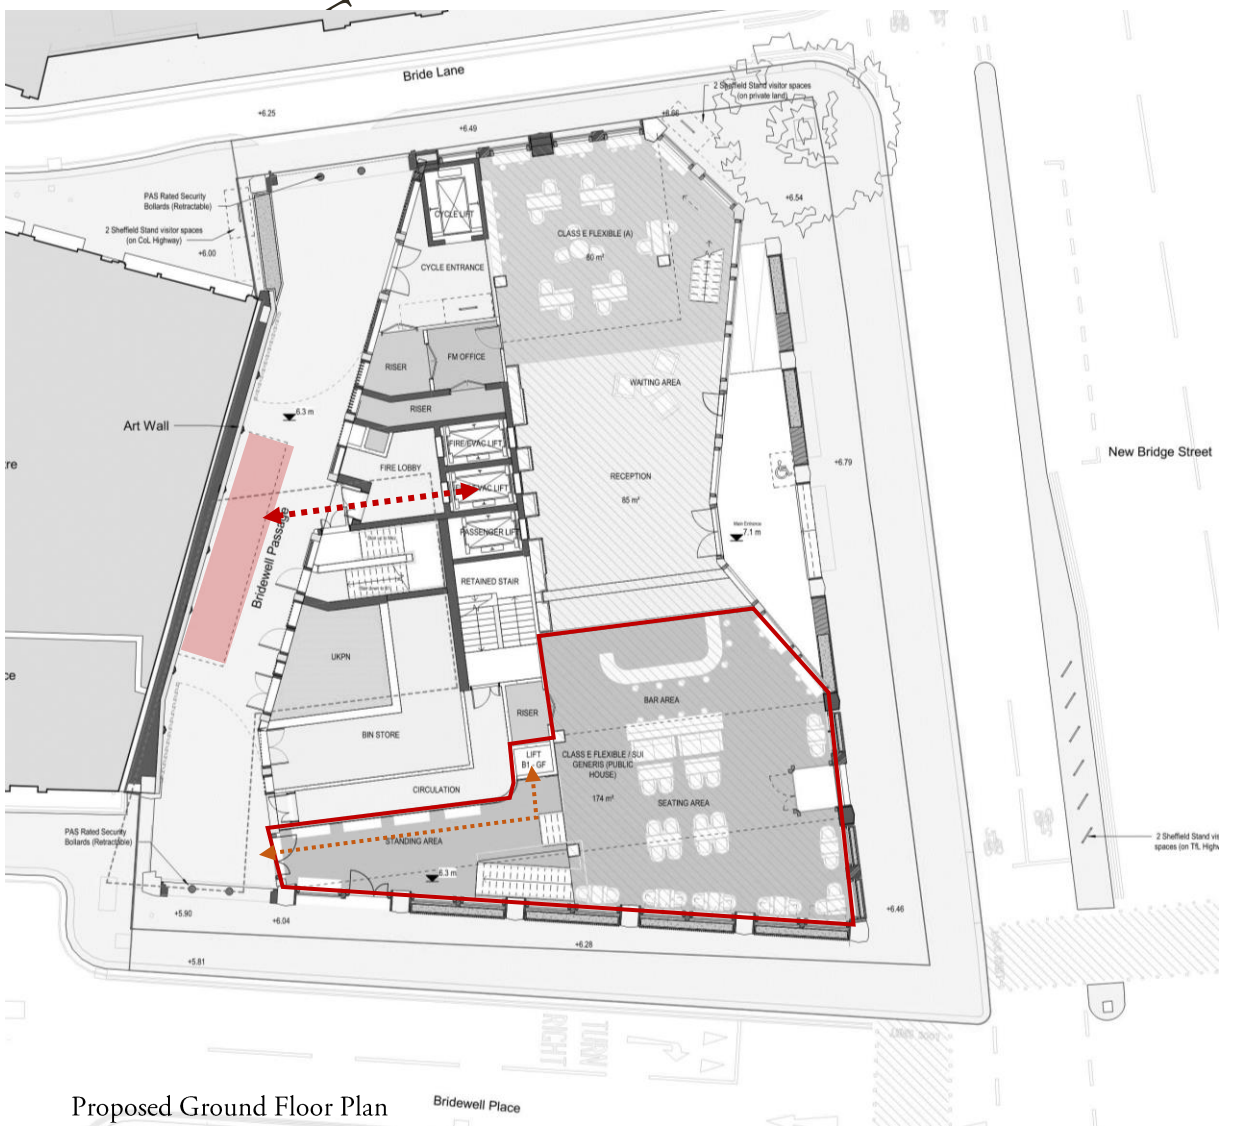 Bride Lane
2 Sheffield Stand visitor spaces
(on private land)
+6.25
+6.49
+6.66
PAS Rated Security
Bollards (Retractable)
CYCLE LIFT
+6.54
2 Sheffield Stand visitor spaces
(on CoL Highway)
+6.00
CLASS E FLEXIBLE (A)
60 m²
CYCLE ENTRANCE
RISER
FM OFFICE
WAITING AREA
RISER
Art Wall
6.3 m
FIRE/EVAC LIFT
New Bridge Street
+6.79
FIRE LOBBY
RECEPTION
85 m²
EVAC LIFT
Main Entrance
7.1 m
PASSENGER LIFT
Bridewell Passage
RETAINED STAIR
UKPN
BAR AREA
RISER
BIN STORE
LIFT
B1 - GF
CLASS E FLEXIBLE / SUI
GENERIS (PUBLIC
HOUSE)
174 m²
CIRCULATION
SEATING AREA
PAS Rated Security
Bollards (Retractable)
STANDING AREA
2 Sheffield Stand vis
spaces (on TfL Highw
6.3 m
+5.90
+6.04
+6.46
+6.28
+5.81
TURN
RIGHT
Proposed Ground Floor Plan
Bridewell Place